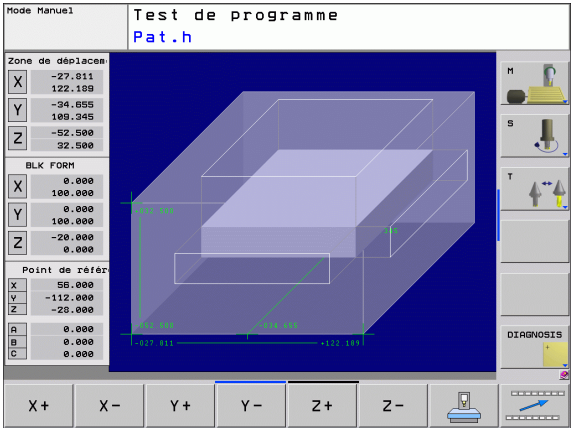 Mode Manuel
Test de programme
Pat.h
Zone de déplacem
X -27.811
122.189
Y -34.655
109.345
Z -52.500
32.500
BLK FORM
X 0.000
100.000
Y 0.000
100.000
Z -20.000
0.000
Point de référ
X 56.000
Y -112.000
Z -28.000
A 0.000
B 0.000
C 0.000
-034.655
-027.811
+122.189
M
S
T
DIAGNOSIS
X+ X- Y+ Y- Z+ Z-